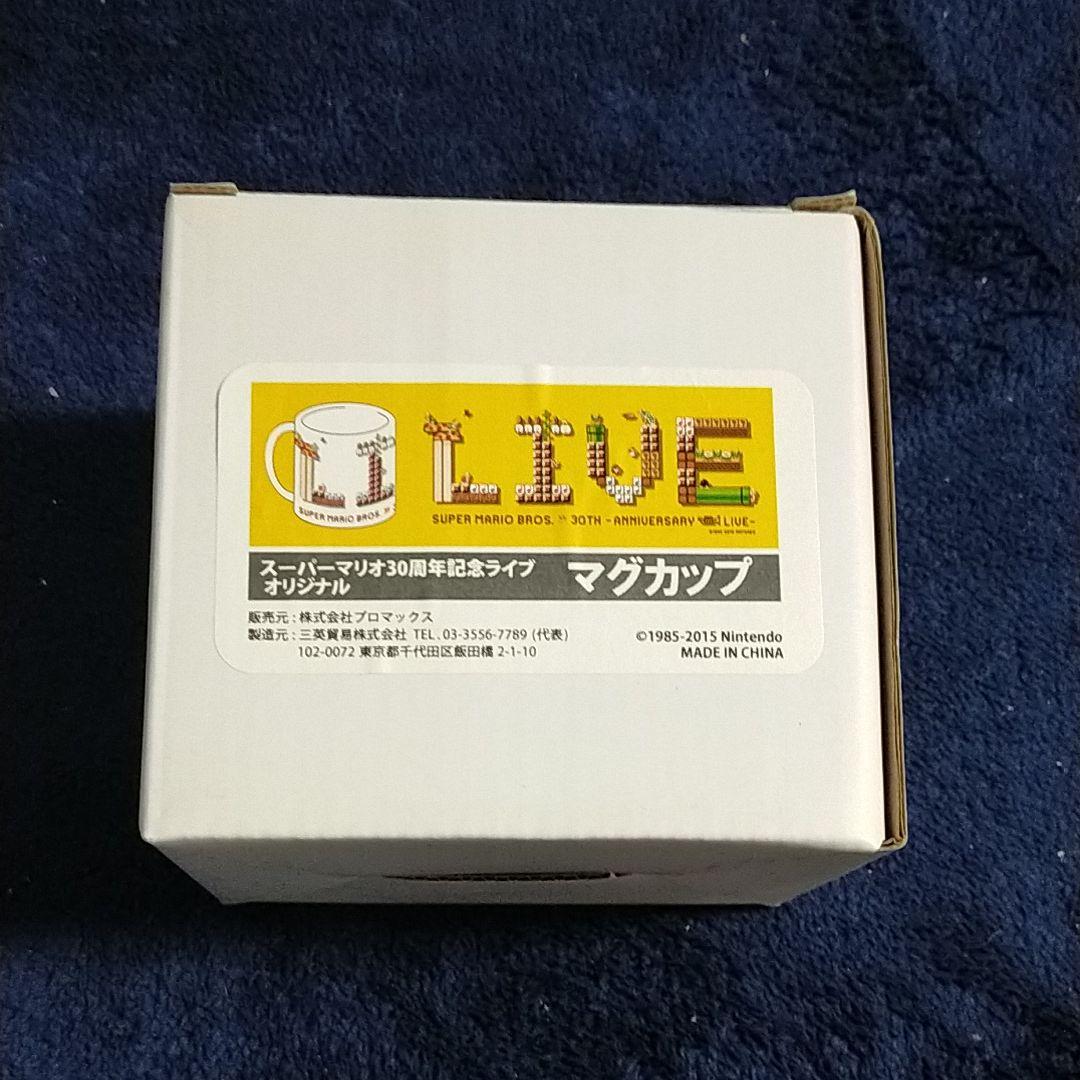 LIVE
SUPER MARIO BROS.
SUPER MARIO BROS. 30TH - ANNIVERSARY LIVE-
スーパーマリオ30周年記念ライブ
オリジナル
マグカップ
販売元 : 株式会社プロマックス
製造元 : 三英貿易株式会社 TEL. 03-3556-7789 (代表)
102-0072 東京都千代田区飯田橋 2-1-10
©1985-2015 Nintendo
MADE IN CHINA